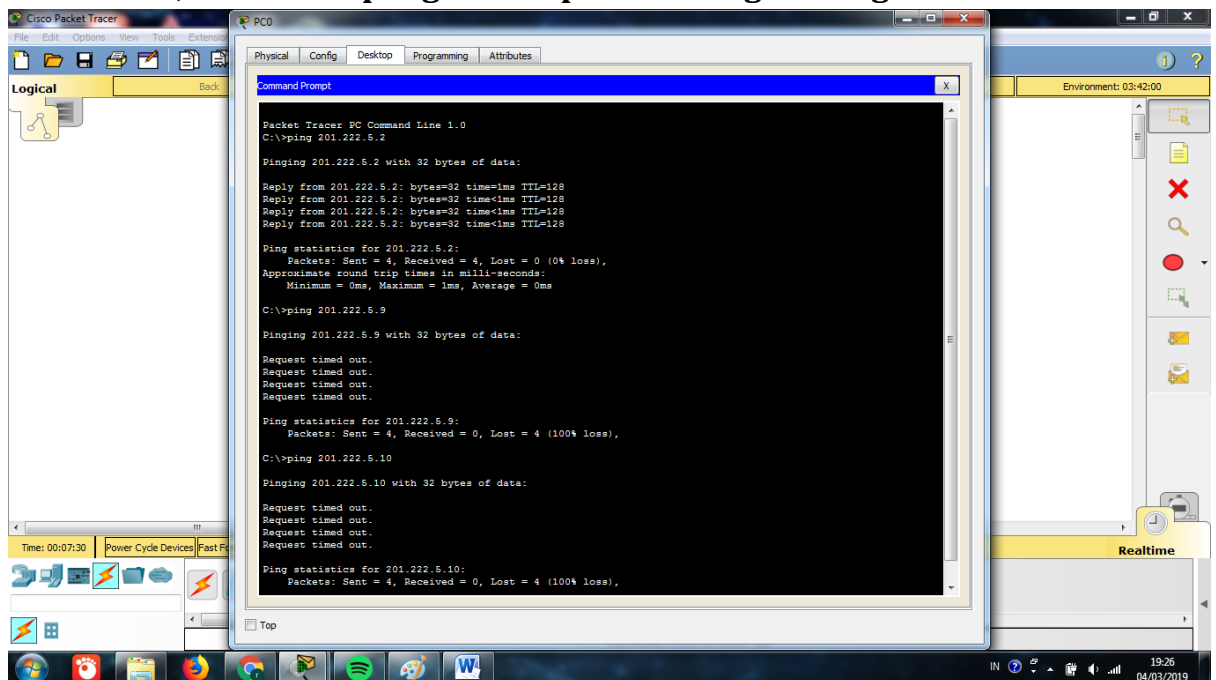 Cisco Packet Tracer
File Edit Options View Tools
PC0
Physical Config Desktop Programming Attributes
1 ?
Logical
Back
Environment: 03:42:00
Command Prompt
X
Packet Tracer PC Command Line 1.0
C:\>ping 201.222.5.2
Pinging 201.222.5.2 with 32 bytes of data:
Reply from 201.222.5.2: bytes=32 time=1ms TTL=128
Reply from 201.222.5.2: bytes=32 time<1ms TTL=128
Reply from 201.222.5.2: bytes=32 time<1ms TTL=128
Reply from 201.222.5.2: bytes=32 time<1ms TTL=128
Ping statistics for 201.222.5.2:
Packets: Sent = 4, Received = 4, Lost = 0 (0% loss),
Approximate round trip times in milli-seconds:
Minimum = 0ms, Maximum = 1ms, Average = 0ms
C:\>ping 201.222.5.9
Pinging 201.222.5.9 with 32 bytes of data:
Request timed out.
Request timed out.
Request timed out.
Request timed out.
Ping statistics for 201.222.5.9:
Packets: Sent = 4, Received = 0, Lost = 4 (100% loss),
C:\>ping 201.222.5.10
Pinging 201.222.5.10 with 32 bytes of data:
Request timed out.
Request timed out.
Request timed out.
Request timed out.
Ping statistics for 201.222.5.10:
Packets: Sent = 4, Received = 0, Lost = 4 (100% loss),
Time: 00:07:30 Power Cycle Devices Fast
Realtime
Top
IN
19:26
04/03/2019